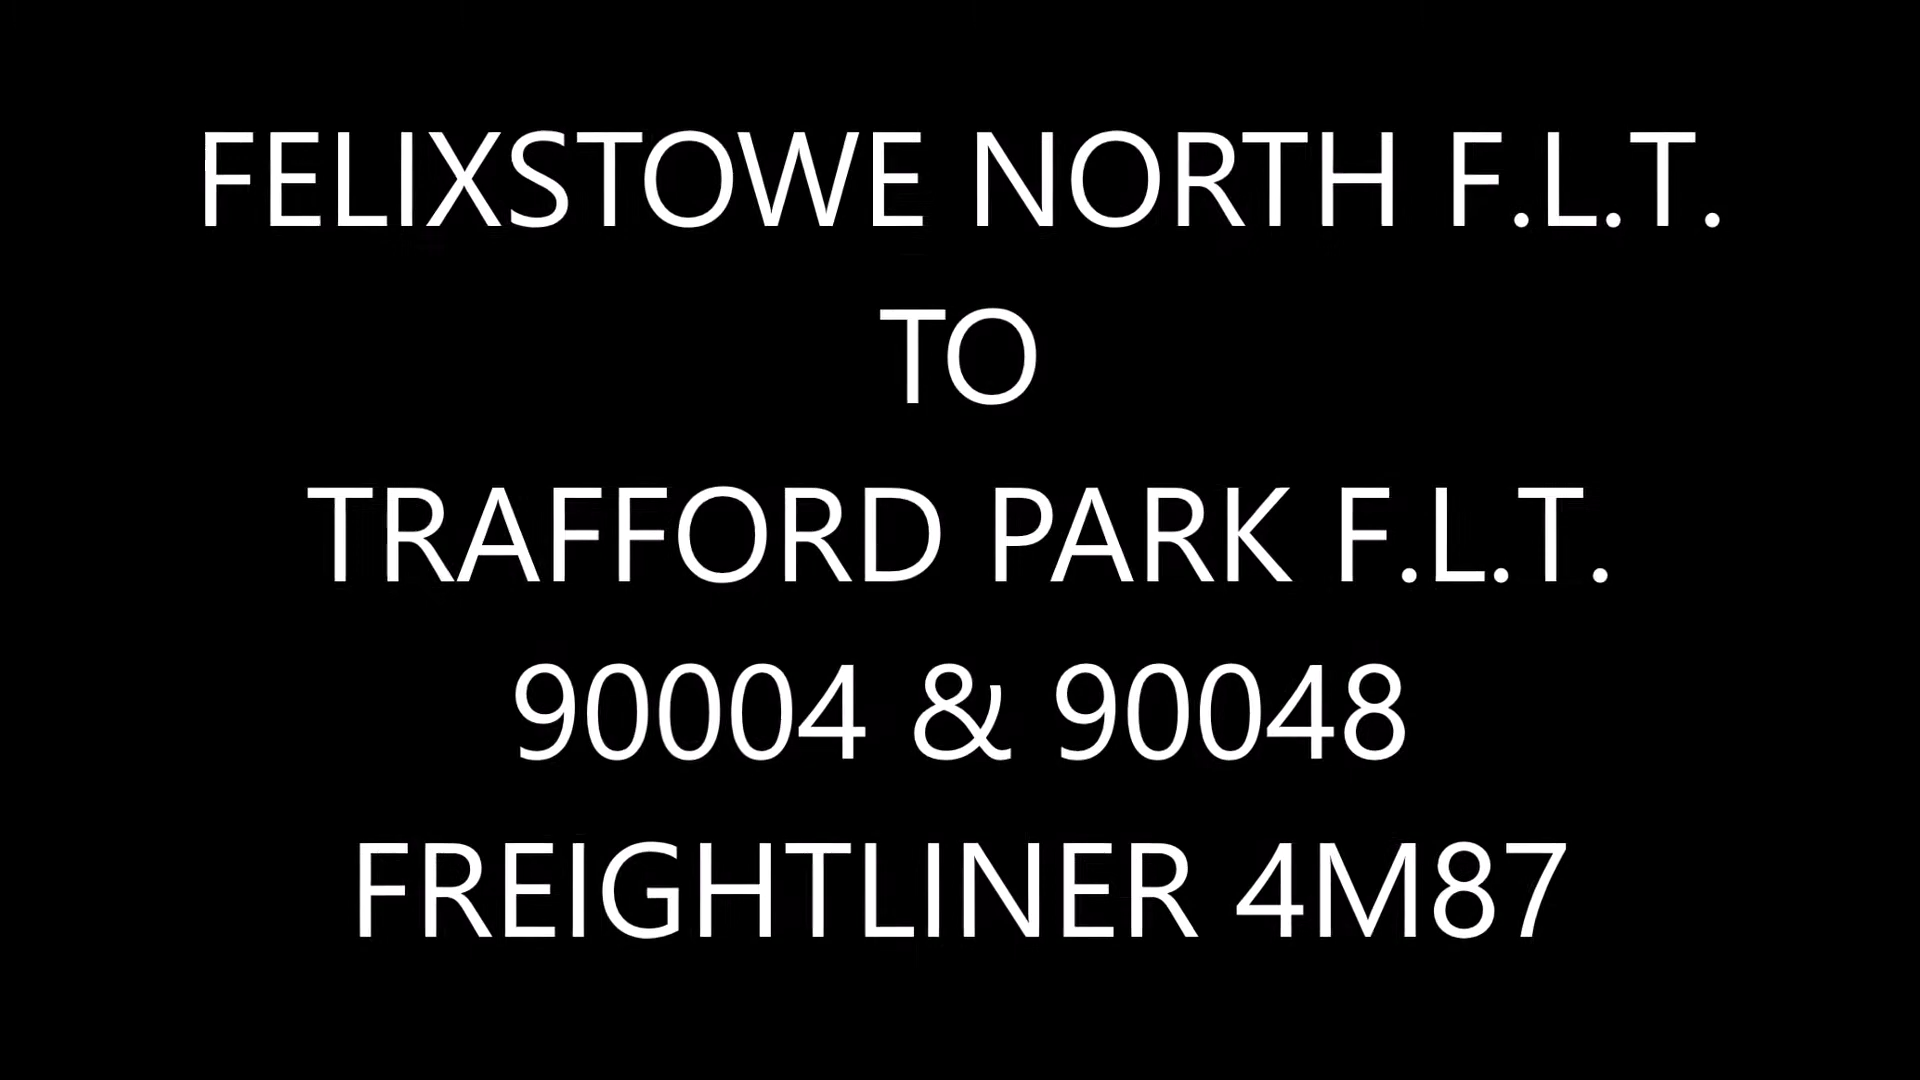 FELIXSTOWE NORTH F.L.T.
TO
TRAFFORD PARK F.L.T.
90004 & 90048
FREIGHTLINER 4M87